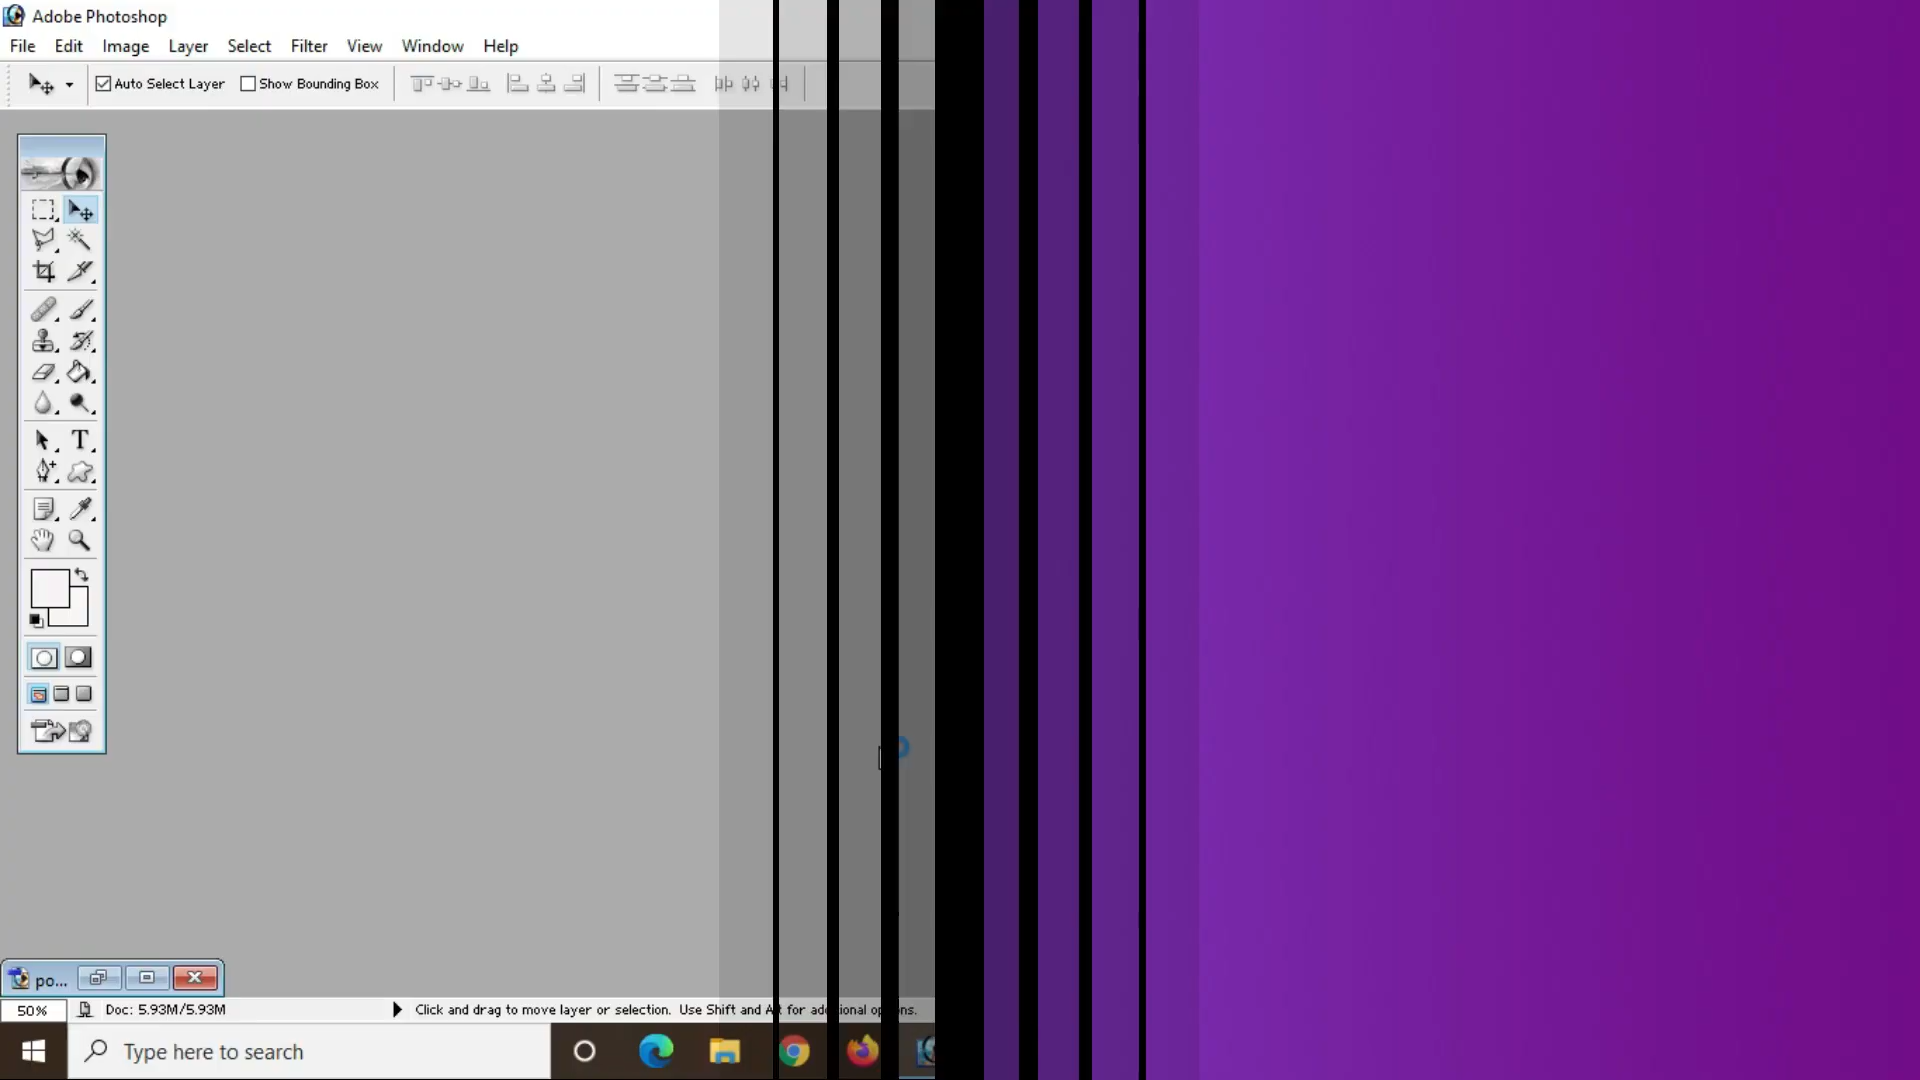 Adobe Photoshop
File Edit Image Layer Select Filter View Window Help
Auto Select Layer Show Bounding Box
T
po...
50% Doc: 5.93M/5.93M Click and drag to move layer or selection. Use Shift and for options.
Type here to search